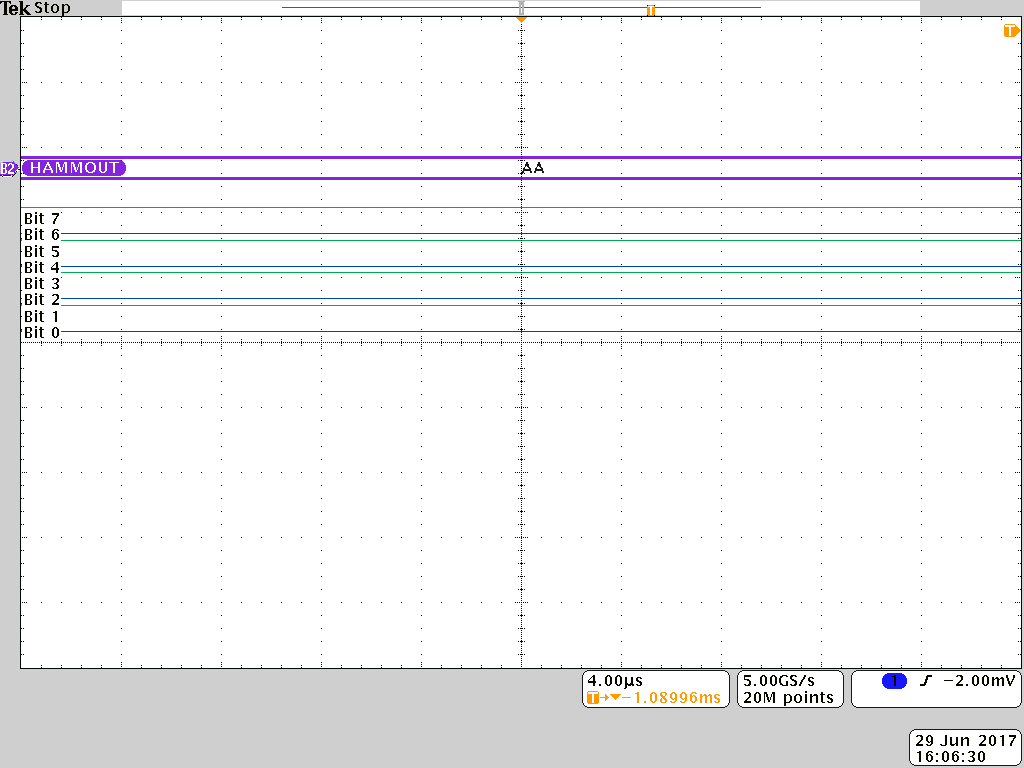 Tek Stop
T
T
B2 HAMMOUT AA
Bit 7
Bit 6
Bit 5
Bit 4
Bit 3
Bit 2
Bit 1
Bit 0
4.00µs
T→▼−1.08996ms
5.00GS/s
20M points
1 ∫ −2.00mV
29 Jun 2017
16:06:30